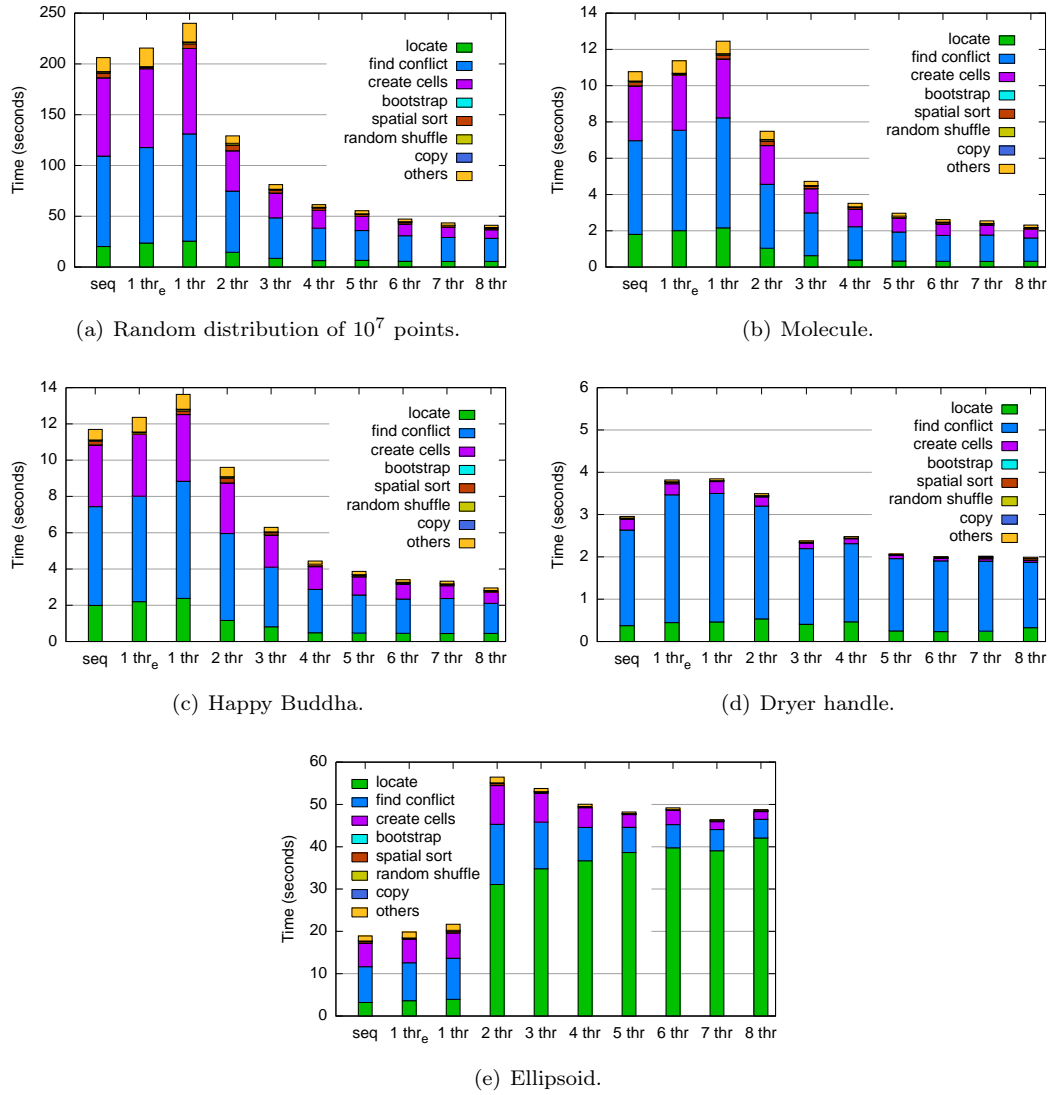 250
200
150
100
50
0
Time (seconds)
locate
find conflict
create cells
bootstrap
spatial sort
random shuffle
copy
others
seq 1 thre 1 thr 2 thr 3 thr 4 thr 5 thr 6 thr 7 thr 8 thr
(a) Random distribution of 10⁷ points.
14
12
10
8
6
4
2
0
Time (seconds)
locate
find conflict
create cells
bootstrap
spatial sort
random shuffle
copy
others
seq 1 thre 1 thr 2 thr 3 thr 4 thr 5 thr 6 thr 7 thr 8 thr
(b) Molecule.
14
12
10
8
6
4
2
0
Time (seconds)
locate
find conflict
create cells
bootstrap
spatial sort
random shuffle
copy
others
seq 1 thre 1 thr 2 thr 3 thr 4 thr 5 thr 6 thr 7 thr 8 thr
(c) Happy Buddha.
6
5
4
3
2
1
0
Time (seconds)
locate
find conflict
create cells
bootstrap
spatial sort
random shuffle
copy
others
seq 1 thre 1 thr 2 thr 3 thr 4 thr 5 thr 6 thr 7 thr 8 thr
(d) Dryer handle.
60
50
40
30
20
10
0
Time (seconds)
locate
find conflict
create cells
bootstrap
spatial sort
random shuffle
copy
others
seq 1 thre 1 thr 2 thr 3 thr 4 thr 5 thr 6 thr 7 thr 8 thr
(e) Ellipsoid.